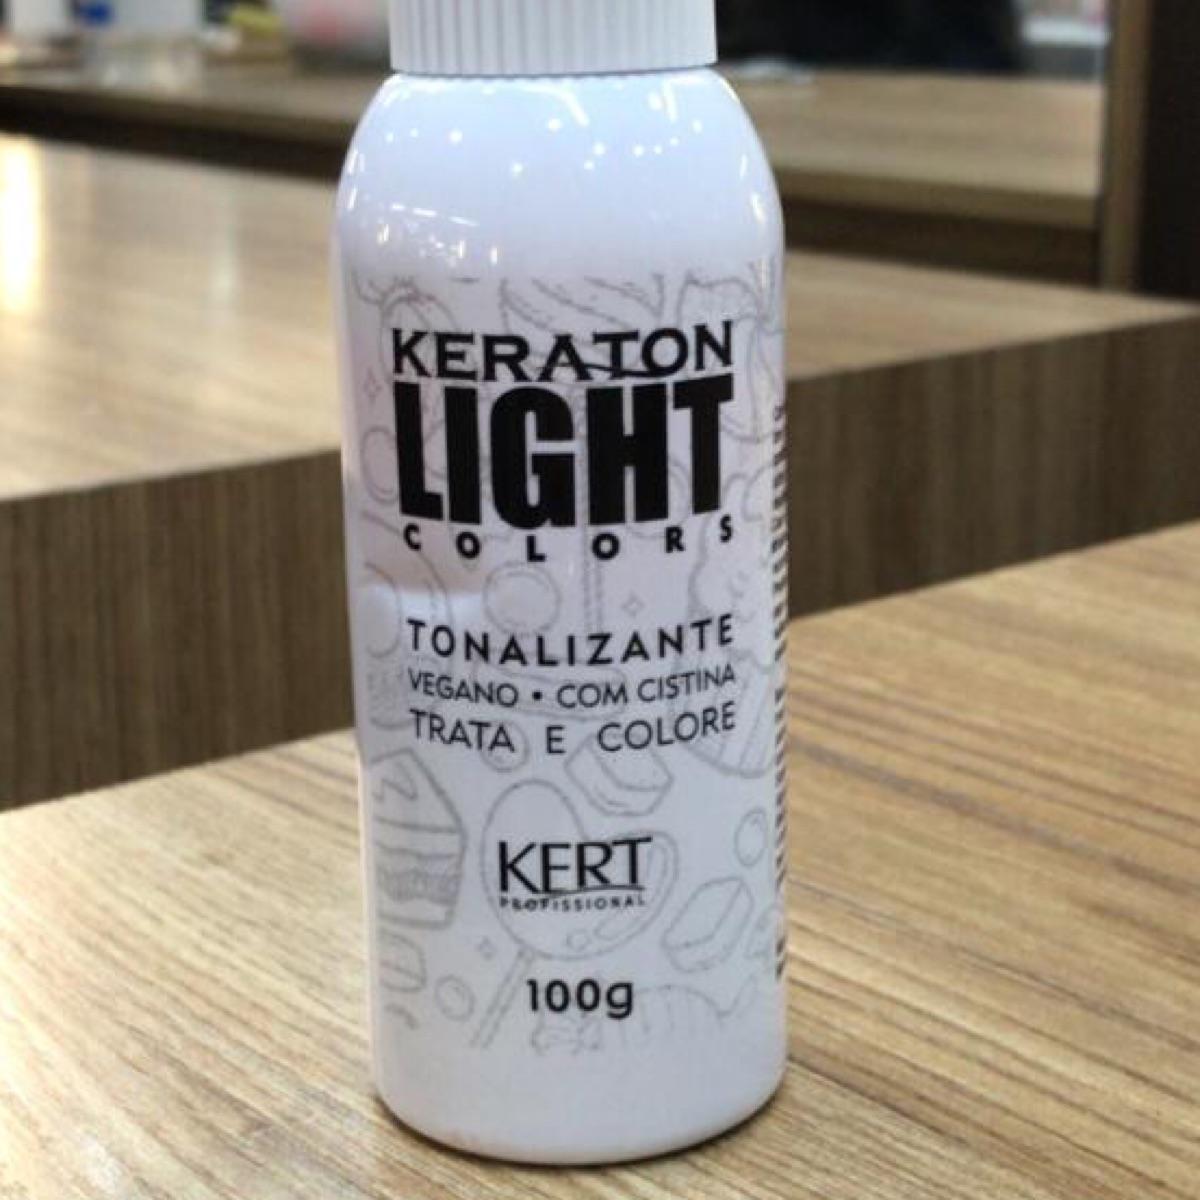 KERATON
LIGHT
COLORS
TONALIZANTE
VEGANO • COM CISTINA
TRATA E COLORE
KERT
PROFISSIONAL
100g